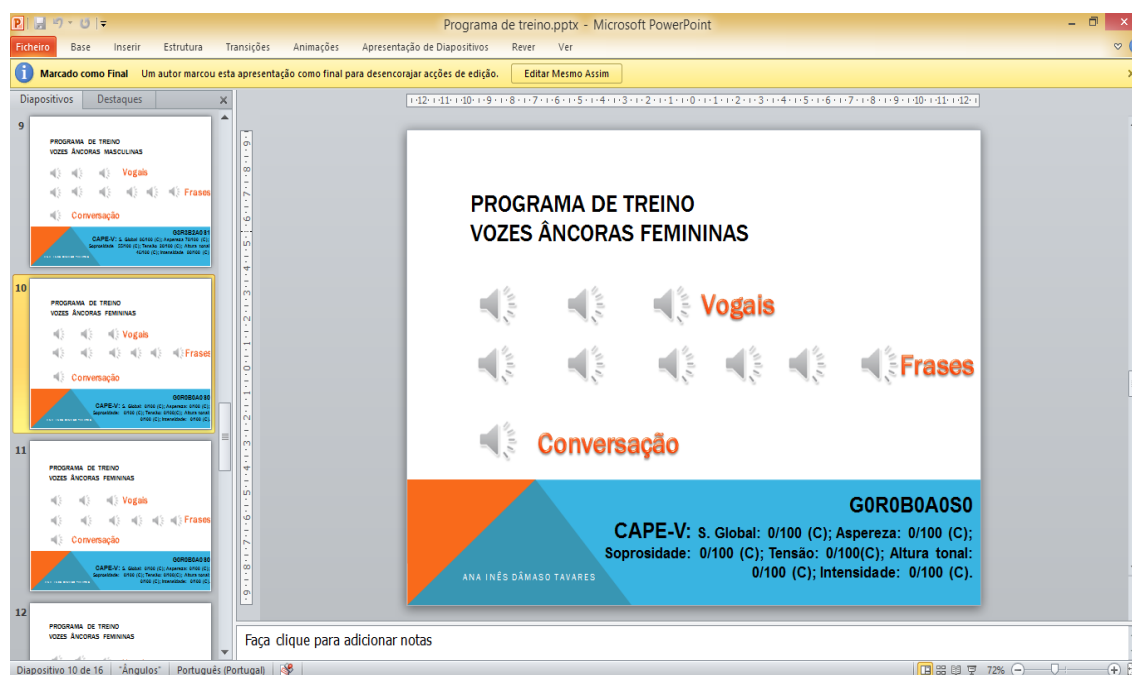 Programa de treino.pptx - Microsoft PowerPoint
Ficheiro Base Inserir Estrutura Transições Animações Apresentação de Diapositivos Rever Ver
Marcado como Final Um autor marcou esta apresentação como final para desencorajar acções de edição. Editar Mesmo Assim
Diapositivos Destaques
9
PROGRAMA DE TREINO
VOZES ÂNCORAS MASCULINAS
Vogais
Frases
Conversação
10
PROGRAMA DE TREINO
VOZES ÂNCORAS FEMININAS
Vogais
Frases
Conversação
G0R0B0A0S0
11
PROGRAMA DE TREINO
VOZES ÂNCORAS FEMININAS
Vogais
Frases
Conversação
G0R0B0A0S0
12
PROGRAMA DE TREINO
VOZES ÂNCORAS FEMININAS
PROGRAMA DE TREINO
VOZES ÂNCORAS FEMININAS
Vogais
Frases
Conversação
G0R0B0A0S0
CAPE-V: S. Global: 0/100 (C); Aspereza: 0/100 (C);
Soprosidade: 0/100 (C); Tensão: 0/100(C); Altura tonal:
0/100 (C); Intensidade: 0/100 (C).
ANA INÊS DÂMASO TAVARES
Faça clique para adicionar notas
Diapositivo 10 de 16 "Ângulos" Português (Portugal) 72%